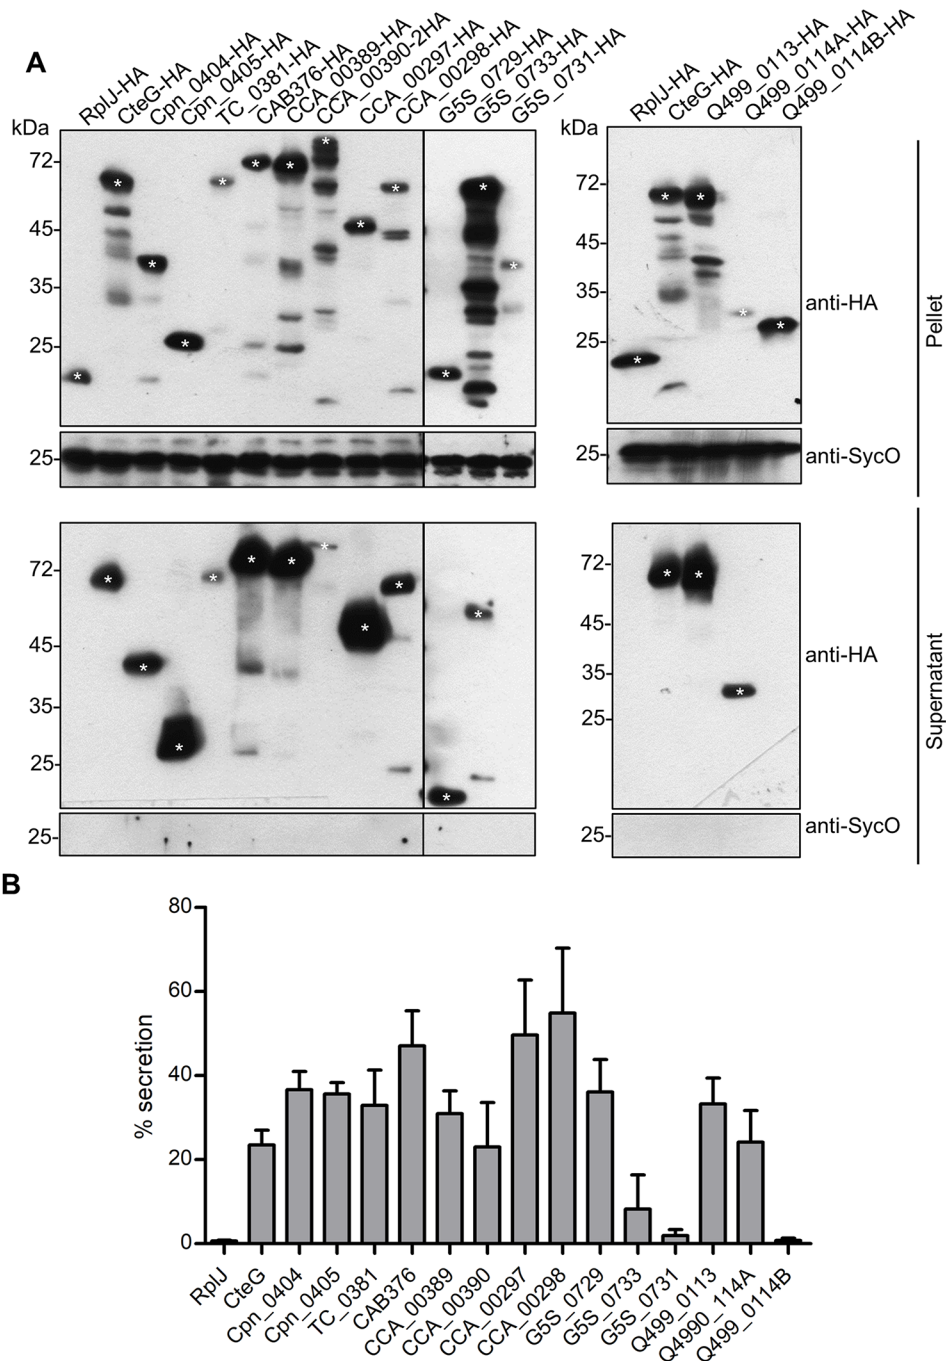 A
RplJ-HA
CteG-HA
Cpn_0404-HA
Cpn_0405-HA
TC_0381-HA
CAB376-HA
CCA_00389-HA
CCA_00390-2HA
CCA_00297-HA
CCA_00298-HA
G5S_0729-HA
G5S_0733-HA
G5S_0731-HA
RplJ-HA
CteG-HA
Q499_0113-HA
Q499_0114A-HA
Q499_0114B-HA
kDa
72-
45-
35-
25-
25-
kDa
72-
45-
35-
25-
25-
anti-HA
anti-SycO
Pellet
72-
45-
35-
25-
25-
72-
45-
35-
25-
25-
anti-HA
anti-SycO
Supernatant
B
% secretion
80
60
40
20
0
RplJ
CteG
Cpn_0404
Cpn_0405
TC_0381
CAB376
CCA_00389
CCA_00390
CCA_00297
CCA_00298
G5S_0729
G5S_0733
G5S_0731
Q499_0113
Q4990_114A
Q499_0114B